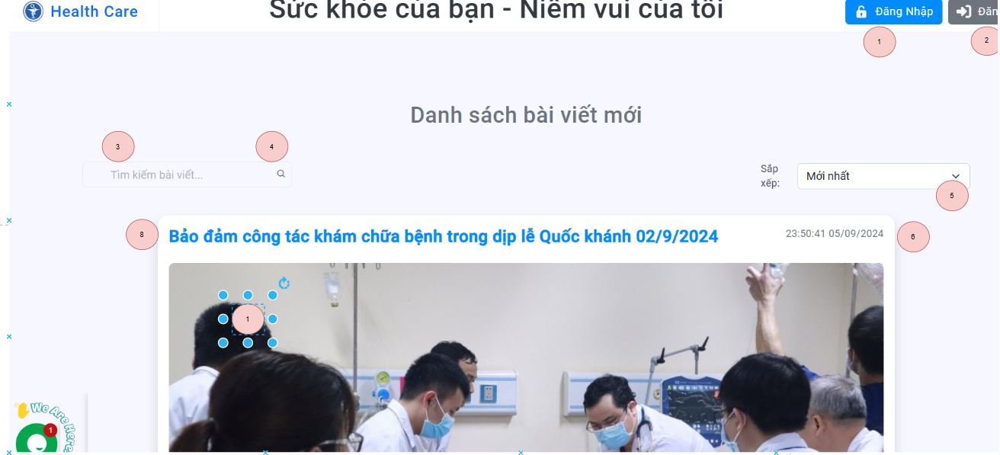 Health Care
Sức khỏe của bạn - Niềm vui của tôi
Đăng Nhập
Đăn
1
2
Danh sách bài viết mới
3
4
Tìm kiếm bài viết...
Sắp
xếp:
Mới nhất
5
8
Bảo đảm công tác khám chữa bệnh trong dịp lễ Quốc khánh 02/9/2024
23:50:41 05/09/2024
6
1
We Are Here
1